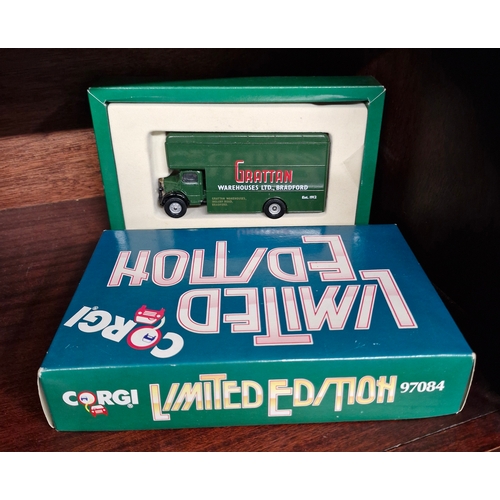 GRATTAN
WAREHOUSES LTD., BRADFORD
Est. 1912
LIMITED
EDITION
CORGI
CORGI LIMITED EDITION 97084